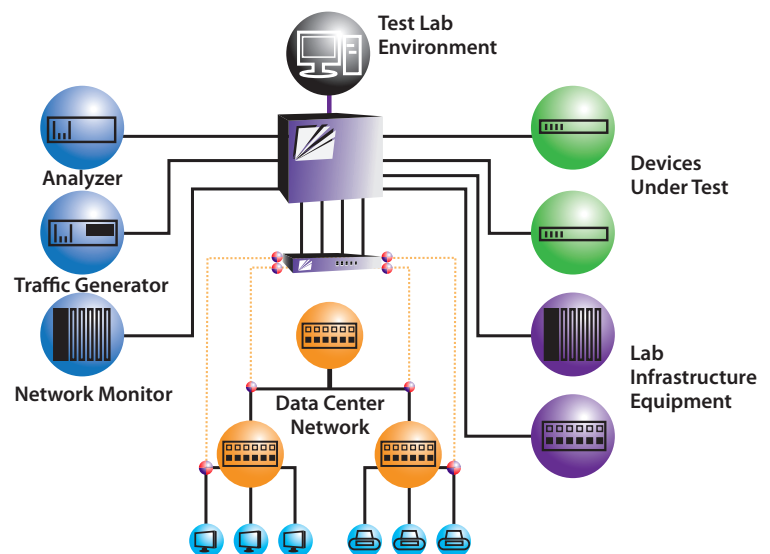 Test Lab
Environment
Analyzer
Traffic Generator
Network Monitor
Devices
Under Test
Lab
Infrastructure
Equipment
Data Center
Network